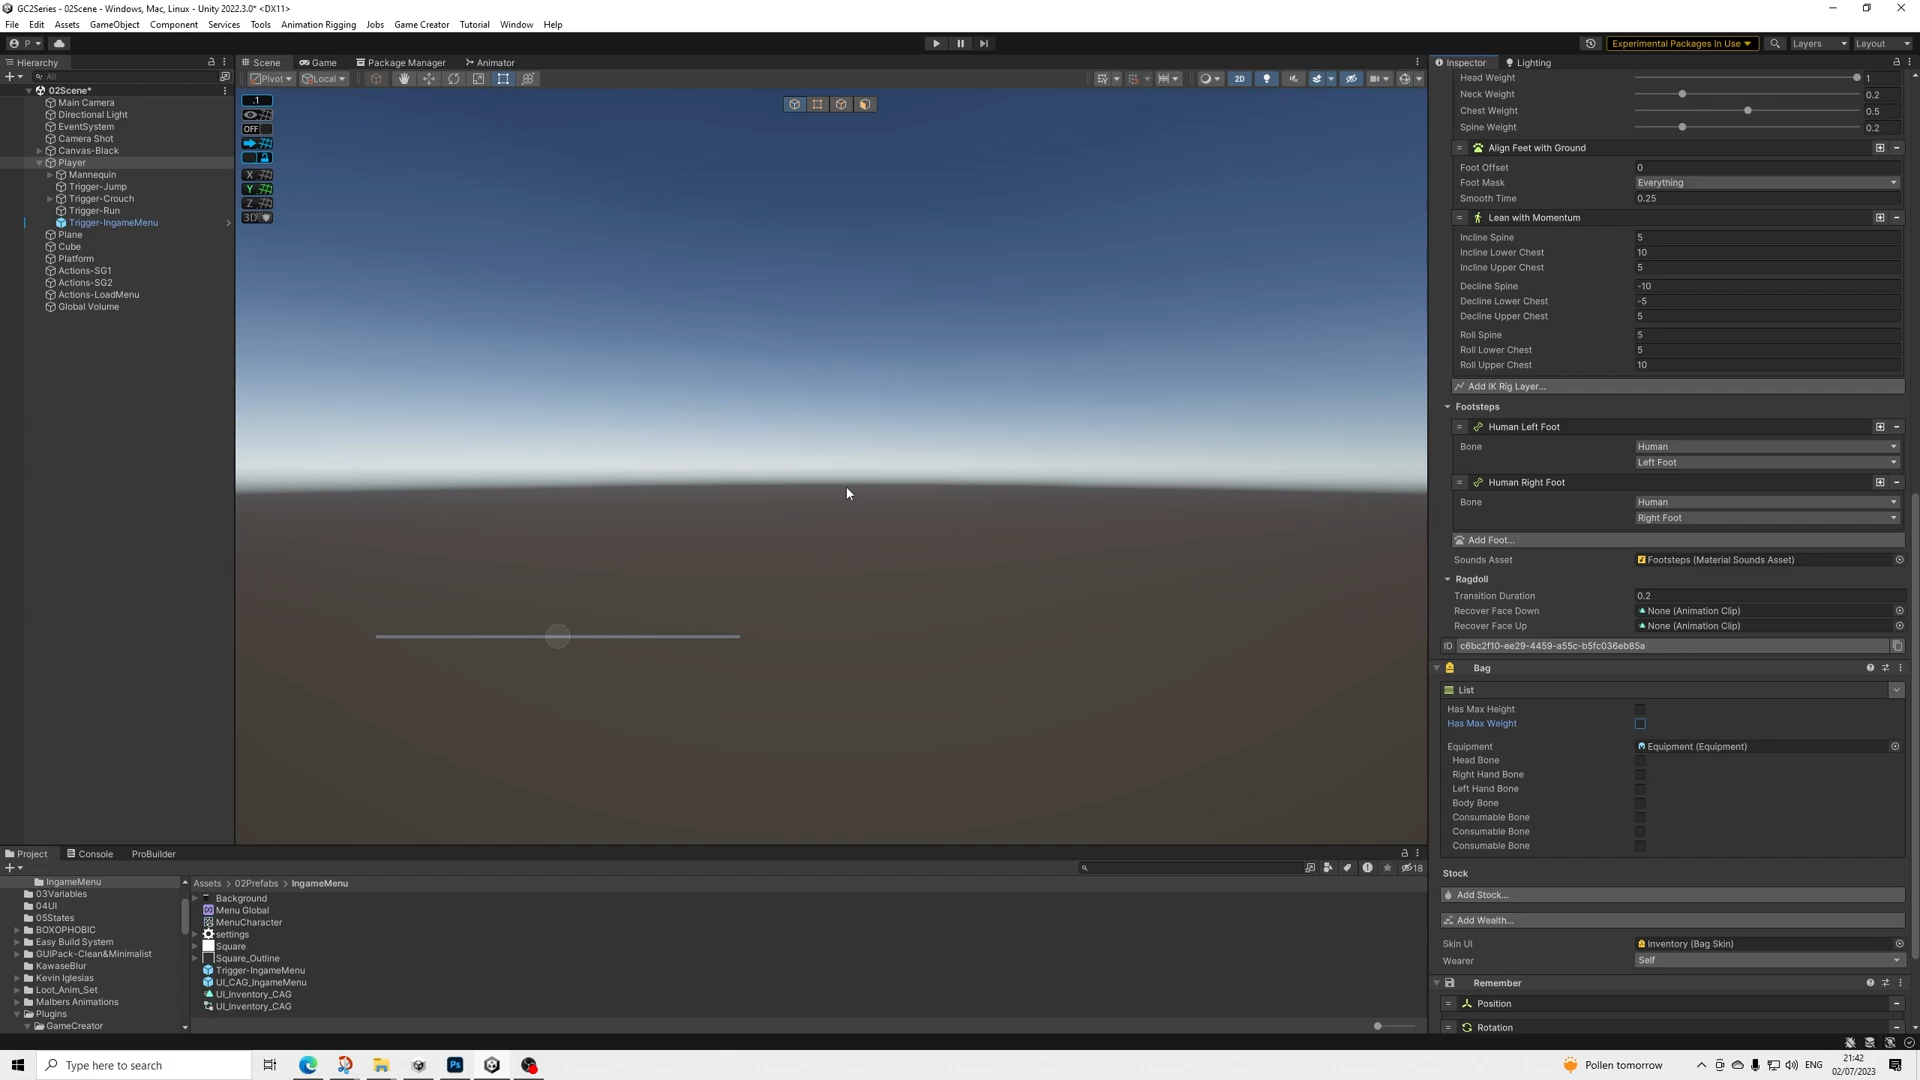 GC2Series - 02Scene - Windows, Mac, Linux - Unity 2022.3.0* <DX11>
File Edit Assets GameObject Component Services Tools Animation Rigging Jobs Game Creator Tutorial Window Help
P Experimental Packages In Use Layers Layout
Hierarchy
All
02Scene*
Main Camera
Directional Light
EventSystem
Camera Shot
Canvas-Black
Player
Mannequin
Trigger-Jump
Trigger-Crouch
Trigger-Run
Trigger-IngameMenu
Plane
Cube
Platform
Actions-SG1
Actions-SG2
Actions-LoadMenu
Global Volume
Scene Game Package Manager Animator
Pivot Local 2D
.1
OFF
X
Y
Z
3D
Inspector Lighting
Head Weight 1
Neck Weight 0.2
Chest Weight 0.5
Spine Weight 0.2
Align Feet with Ground
Foot Offset 0
Foot Mask Everything
Smooth Time 0.25
Lean with Momentum
Incline Spine 5
Incline Lower Chest 10
Incline Upper Chest 5
Decline Spine -10
Decline Lower Chest -5
Decline Upper Chest 5
Roll Spine 5
Roll Lower Chest 5
Roll Upper Chest 10
Add IK Rig Layer...
Footsteps
Human Left Foot
Bone Human
Left Foot
Human Right Foot
Bone Human
Right Foot
Add Foot...
Sounds Asset Footsteps (Material Sounds Asset)
Ragdoll
Transition Duration 0.2
Recover Face Down None (Animation Clip)
Recover Face Up None (Animation Clip)
ID c6bc2f10-ee29-4459-a55c-b5fc036eb85a
Bag
List
Has Max Height
Has Max Weight
Equipment Equipment (Equipment)
Head Bone
Right Hand Bone
Left Hand Bone
Body Bone
Consumable Bone
Consumable Bone
Consumable Bone
Stock
Add Stock...
Add Wealth...
Skin UI Inventory (Bag Skin)
Wearer Self
Remember
Position
Rotation
Project Console ProBuilder
18
IngameMenu
03Variables
04UI
05States
BOXOPHOBIC
Easy Build System
GUIPack-Clean&Minimalist
KawaseBlur
Kevin Iglesias
Loot_Anim_Set
Malbers Animations
Plugins
GameCreator
Assets > 02Prefabs > IngameMenu
Background
Menu Global
MenuCharacter
settings
Square
Square_Outline
Trigger-IngameMenu
UI_CAG_IngameMenu
UI_Inventory_CAG
UI_Inventory_CAG
Type here to search
Ps
Pollen tomorrow
ENG
21:42
02/07/2023